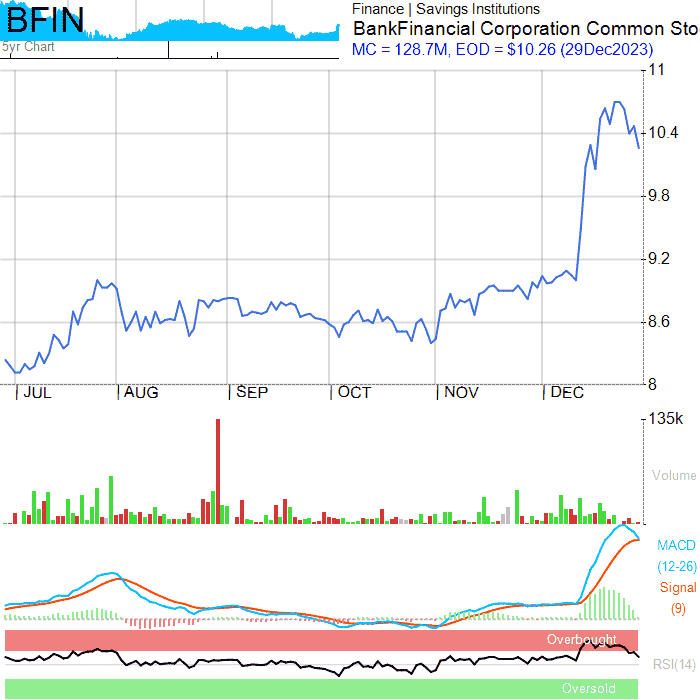 BFIN
5yr Chart
Finance | Savings Institutions
BankFinancial Corporation Common Sto
MC = 128.7M, EOD = $10.26 (29Dec2023)
11
10.4
9.8
9.2
8.6
8
JUL AUG SEP OCT NOV DEC
135k
Volume
MACD
(12-26)
Signal
(9)
Overbought
RSI(14)
Oversold